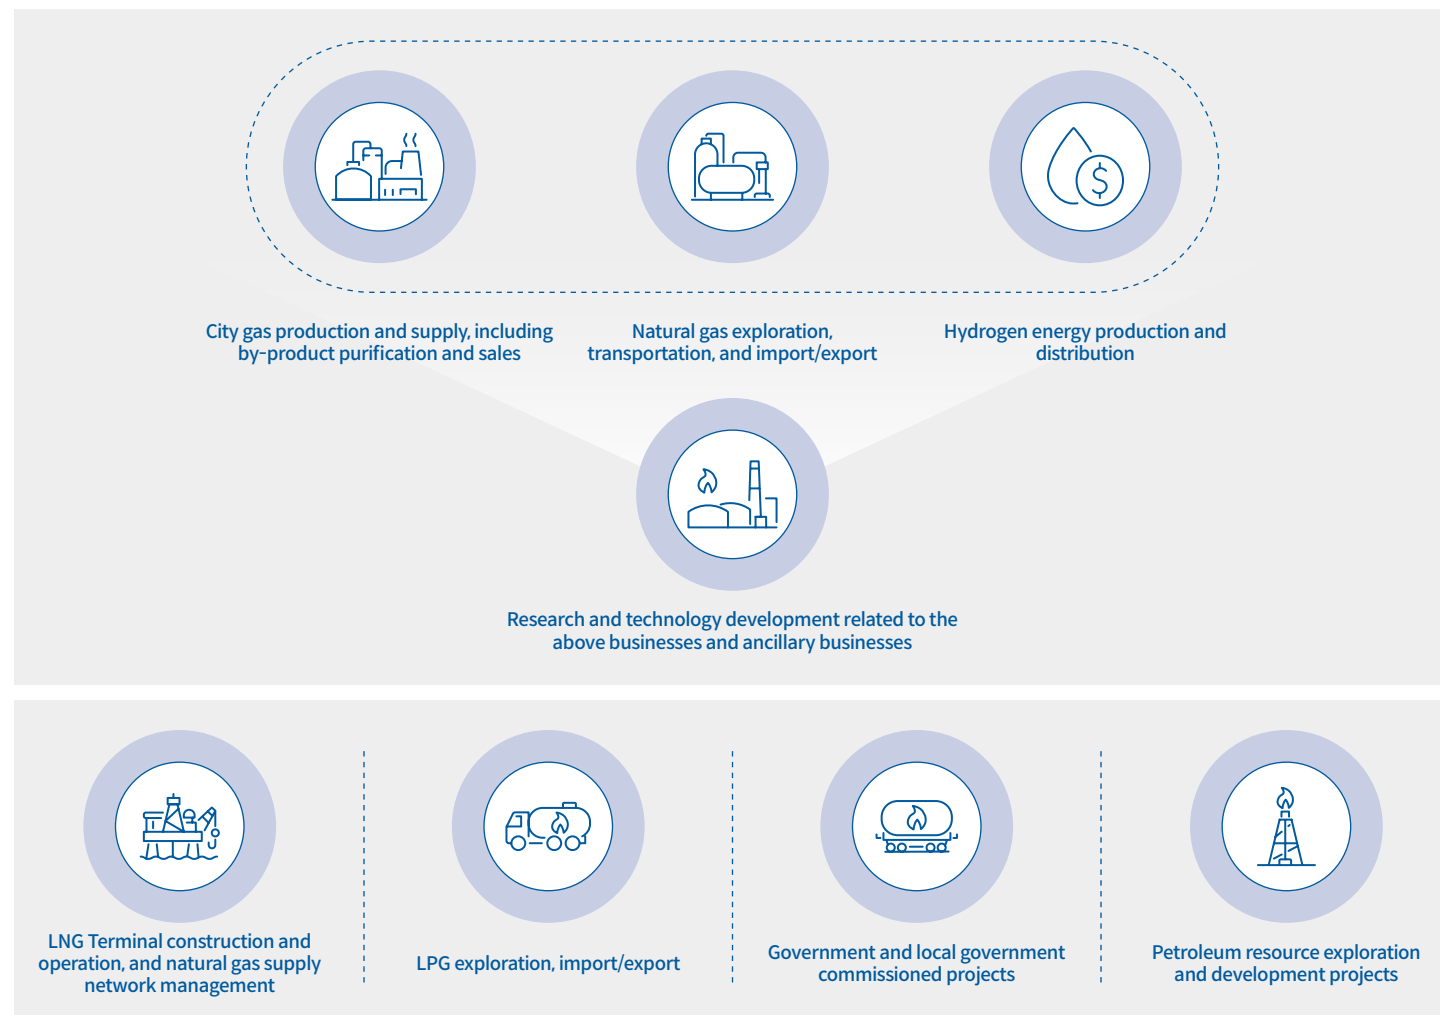 $
City gas production and supply, including
by-product purification and sales
Natural gas exploration,
transportation, and import/export
Hydrogen energy production and
distribution
Research and technology development related to the
above businesses and ancillary businesses
LNG Terminal construction and
operation, and natural gas supply
network management
LPG exploration, import/export
Government and local government
commissioned projects
Petroleum resource exploration
and development projects